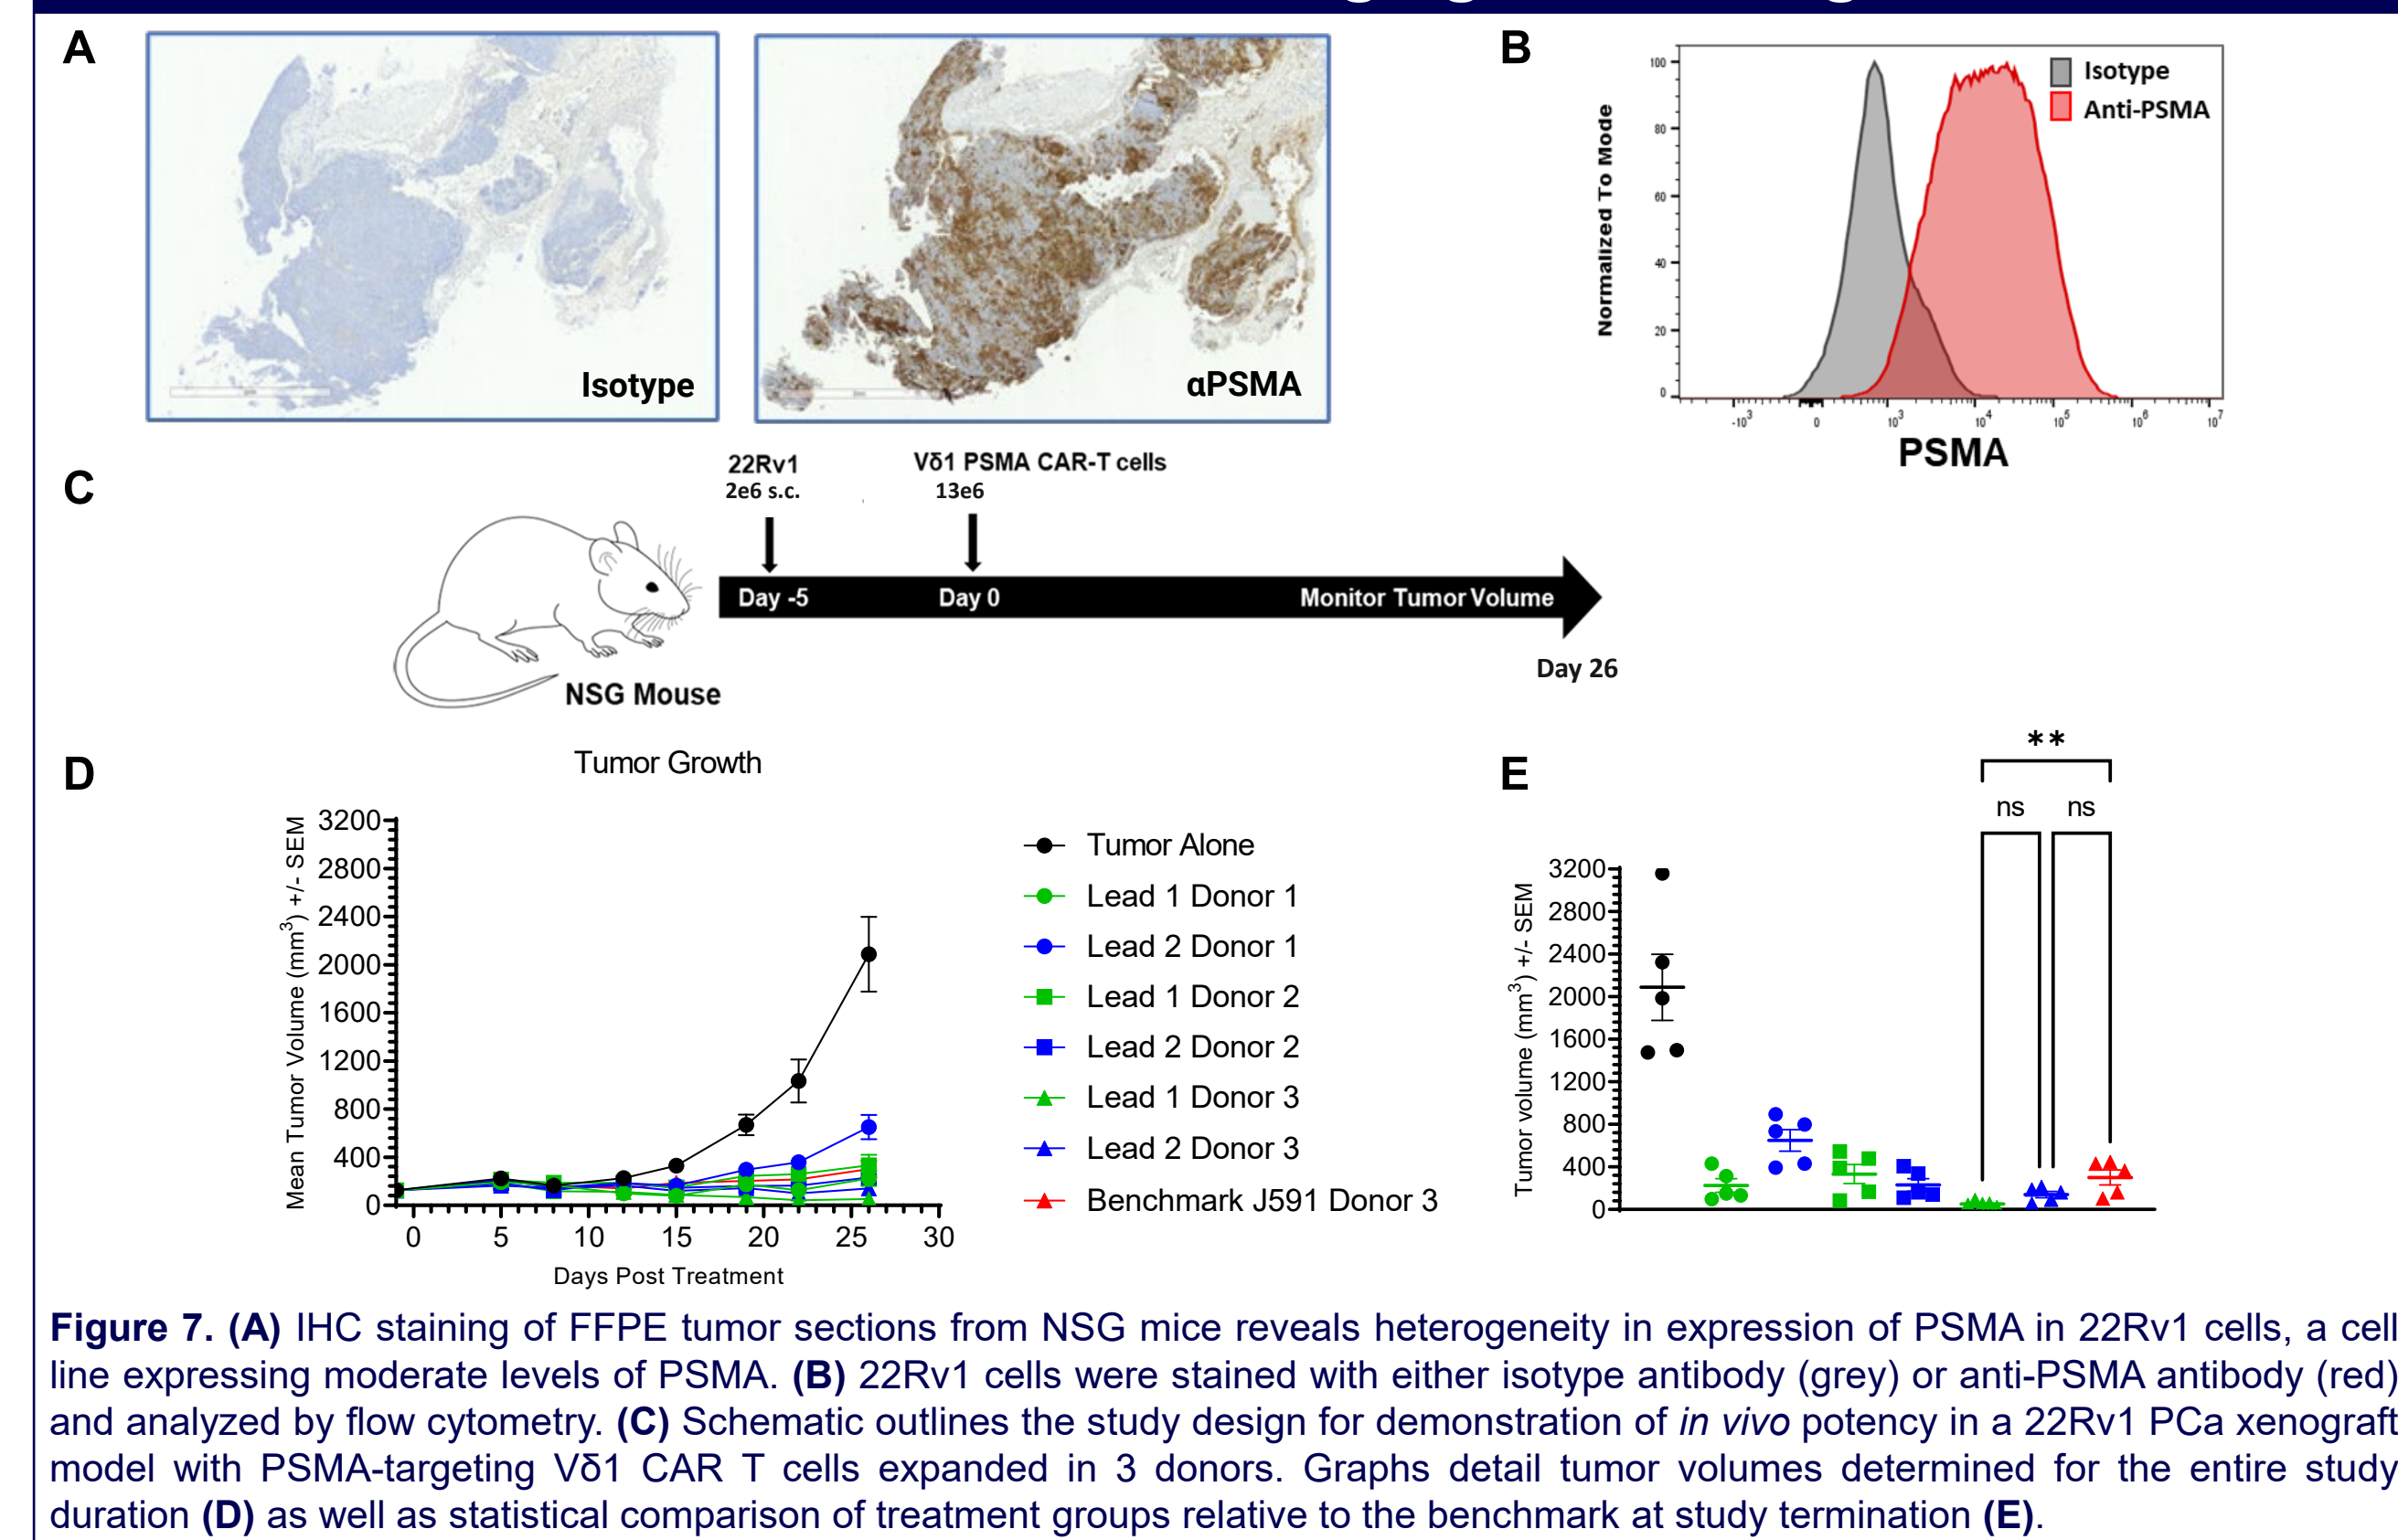 A
Isotype
αPSMA
B
Normalized To Mode
100
80
60
40
20
0
Isotype
Anti-PSMA
-10³
0
10³
10⁴
10⁵
10⁶
10⁷
PSMA
C
22Rv1
2e6 s.c.
Vδ1 PSMA CAR-T cells
13e6
Day -5
Day 0
Monitor Tumor Volume
Day 26
NSG Mouse
D
Tumor Growth
Mean Tumor Volume (mm³) +/- SEM
3200
2800
2400
2000
1600
1200
800
400
0
0
5
10
15
20
25
30
Days Post Treatment
Tumor Alone
Lead 1 Donor 1
Lead 2 Donor 1
Lead 1 Donor 2
Lead 2 Donor 2
Lead 1 Donor 3
Lead 2 Donor 3
Benchmark J591 Donor 3
E
**
ns
ns
Tumor volume (mm³) +/- SEM
3200
2800
2400
2000
1600
1200
800
400
0
Figure 7. (A) IHC staining of FFPE tumor sections from NSG mice reveals heterogeneity in expression of PSMA in 22Rv1 cells, a cell
line expressing moderate levels of PSMA. (B) 22Rv1 cells were stained with either isotype antibody (grey) or anti-PSMA antibody (red)
and analyzed by flow cytometry. (C) Schematic outlines the study design for demonstration of in vivo potency in a 22Rv1 PCa xenograft
model with PSMA-targeting Vδ1 CAR T cells expanded in 3 donors. Graphs detail tumor volumes determined for the entire study
duration (D) as well as statistical comparison of treatment groups relative to the benchmark at study termination (E).